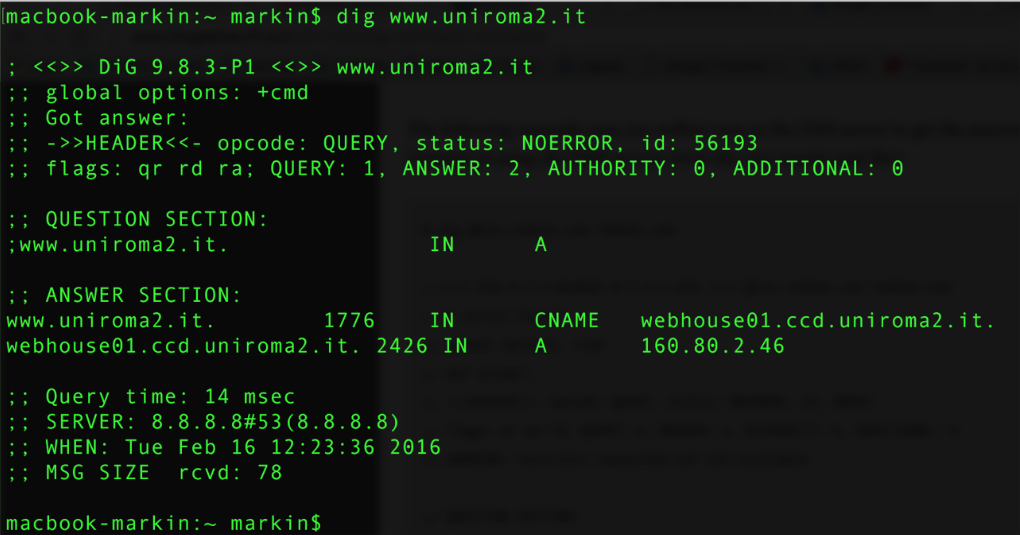 macbook-markin:~ markin$ dig www.uniroma2.it
; <<>> DiG 9.8.3-P1 <<>> www.uniroma2.it
;; global options: +cmd
;; Got answer:
;; ->>HEADER<<- opcode: QUERY, status: NOERROR, id: 56193
;; flags: qr rd ra; QUERY: 1, ANSWER: 2, AUTHORITY: 0, ADDITIONAL: 0
;; QUESTION SECTION:
;www.uniroma2.it. IN A
;; ANSWER SECTION:
www.uniroma2.it. 1776 IN CNAME webhouse01.ccd.uniroma2.it.
webhouse01.ccd.uniroma2.it. 2426 IN A 160.80.2.46
;; Query time: 14 msec
;; SERVER: 8.8.8.8#53(8.8.8.8)
;; WHEN: Tue Feb 16 12:23:36 2016
;; MSG SIZE rcvd: 78
macbook-markin:~ markin$